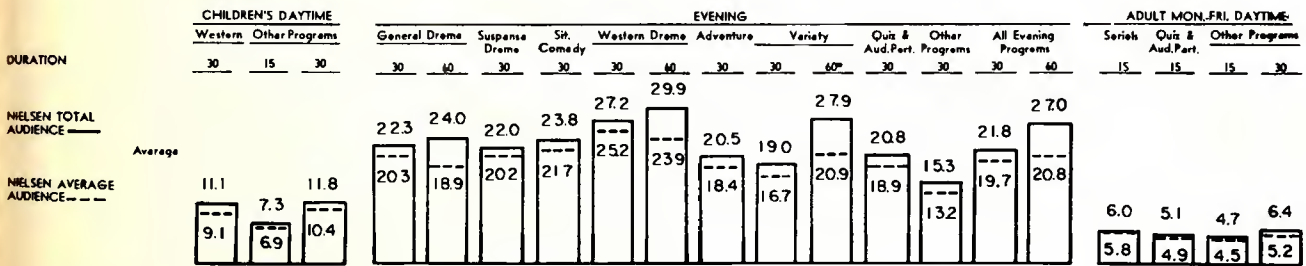 CHILDREN'S DAYTIME EVENING ADULT MON.-FRI. DAYTIME
Western Other Programs General Drama Suspense Drama Sit. Comedy Western Drama Adventure Variety Quiz & Aud.Part. Other Programs All Evening Programs Serials Quiz & Aud.Part. Other Programs
DURATION 30 15 30 30 60 30 30 30 60 30 30 60* 30 30 30 60 15 15 15 30
NIELSEN TOTAL AUDIENCE
Average
NIELSEN AVERAGE AUDIENCE
11.1 7.3 11.8 22.3 24.0 22.0 23.8 27.2 29.9 20.5 19.0 27.9 20.8 15.3 21.8 27.0 6.0 5.1 4.7 6.4
9.1 6.9 10.4 20.3 18.9 20.2 21.7 25.2 23.9 18.4 16.7 20.9 18.9 13.2 19.7 20.8 5.8 4.9 4.5 5.2